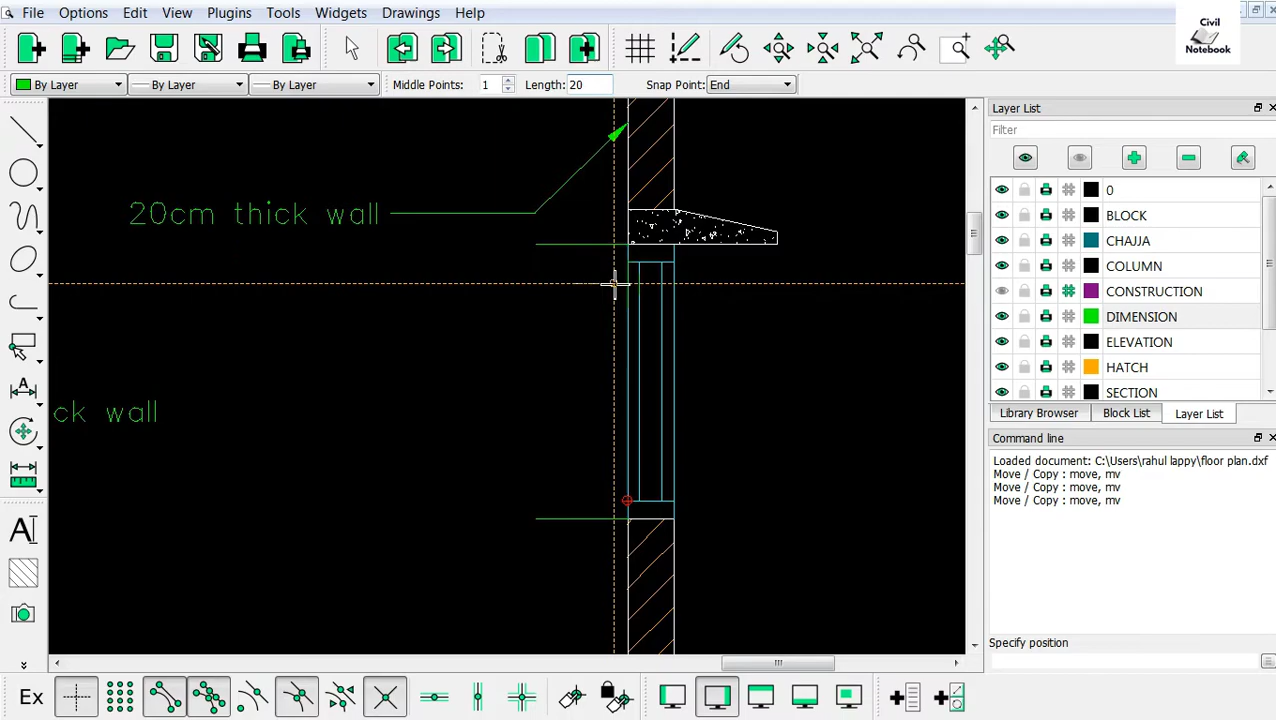 File Options Edit View Plugins Tools Widgets Drawings Help
Civil
Notebook
By Layer By Layer By Layer Middle Points: 1 Length: 20 Snap Point: End
Layer List
Filter
0
BLOCK
CHAJJA
COLUMN
CONSTRUCTION
DIMENSION
ELEVATION
HATCH
SECTION
Library Browser Block List Layer List
Command line
Loaded document: C:\Users\rahul lappy\floor plan.dxf
Move / Copy : move, mv
Move / Copy : move, mv
Move / Copy : move, mv
Specify position
20cm thick wall
ck wall
A
A
Ex